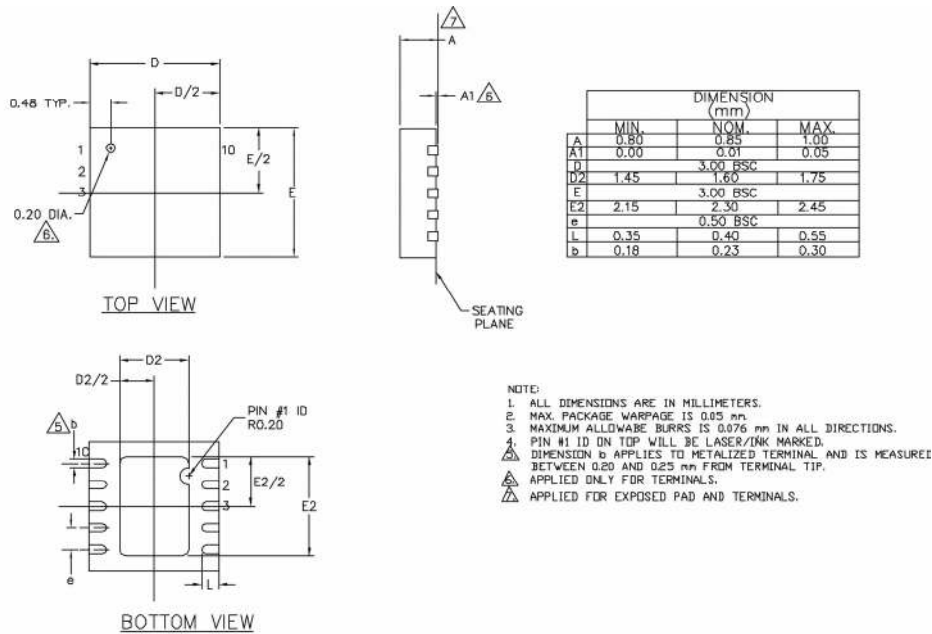 7
A
D
D/2
0.48 TYP.
A1 6
1
10
2
3
E/2
E
0.20 DIA.
6.
TOP VIEW
SEATING
PLANE
DIMENSION
(mm)
MIN. NOM. MAX.
A 0.80 0.85 1.00
A1 0.00 0.01 0.05
D 3.00 BSC
D2 1.45 1.60 1.75
E 3.00 BSC
E2 2.15 2.30 2.45
e 0.50 BSC
L 0.35 0.40 0.55
b 0.18 0.23 0.30
D2
D2/2
PIN #1 ID
R0.20
5 b
10
1
2
3
E2/2
E2
e
L
BOTTOM VIEW
NOTE:
1. ALL DIMENSIONS ARE IN MILLIMETERS.
2. MAX. PACKAGE WARPAGE IS 0.05 mm.
3. MAXIMUM ALLOWABE BURRS IS 0.076 mm IN ALL DIRECTIONS.
4. PIN #1 ID ON TOP WILL BE LASER/INK MARKED.
5 DIMENSION b APPLIES TO METALIZED TERMINAL AND IS MEASURED
BETWEEN 0.20 AND 0.25 mm FROM TERMINAL TIP.
6 APPLIED ONLY FOR TERMINALS.
7 APPLIED FOR EXPOSED PAD AND TERMINALS.